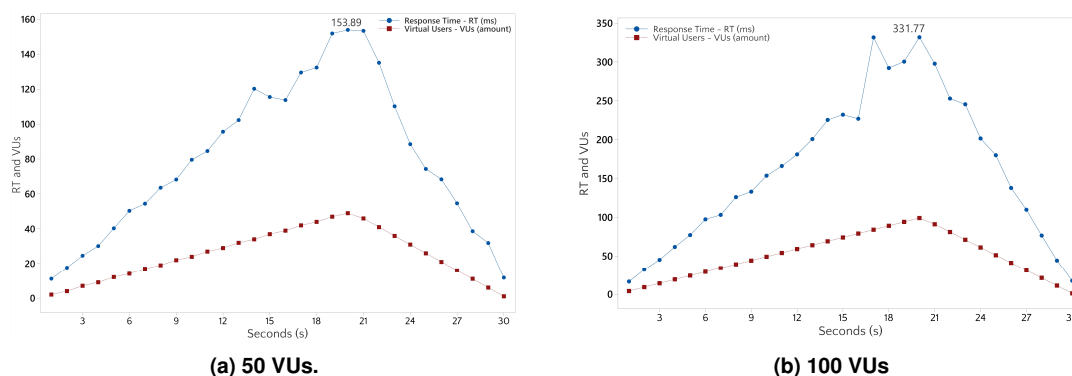 160
140
120
100
80
60
40
20
0
RT and VUs
153.89
Response Time - RT (ms)
Virtual Users - VUs (amount)
3 6 9 12 15 18 21 24 27 30
Seconds (s)
(a) 50 VUs.
350
300
250
200
150
100
50
0
RT and VUs
Response Time – RT (ms)
Virtual Users – VUs (amount)
331.77
3 6 9 12 15 18 21 24 27 30
Seconds (s)
(b) 100 VUs